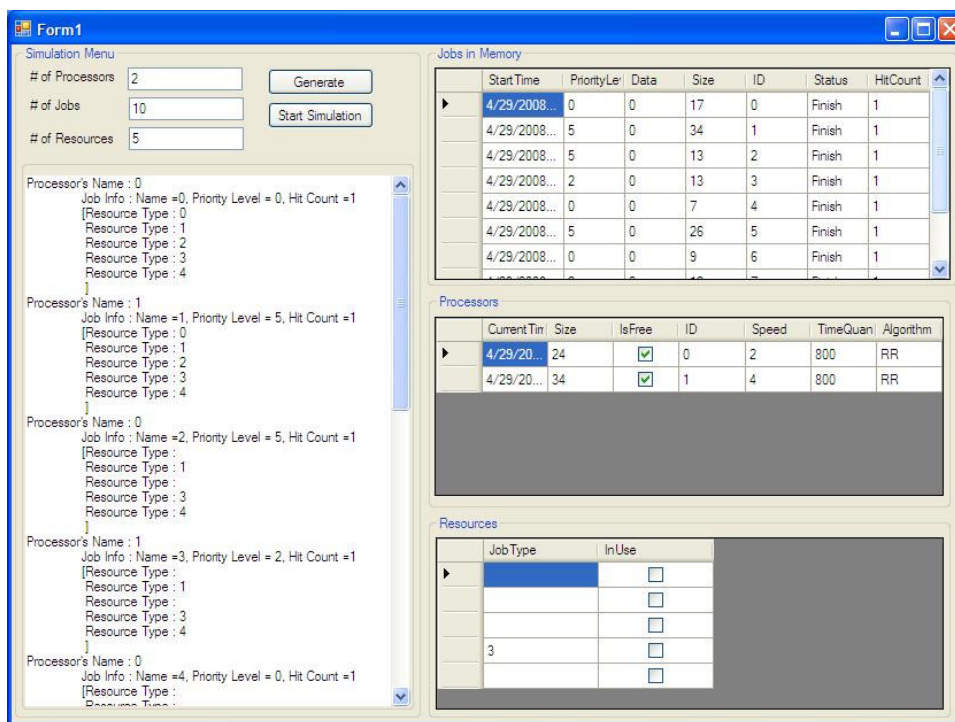 Form1
Simulation Menu
# of Processors 2
Generate
# of Jobs 10
Start Simulation
# of Resources 5
Processor's Name : 0
Job Info : Name =0, Priority Level = 0, Hit Count =1
[Resource Type : 0
Resource Type : 1
Resource Type : 2
Resource Type : 3
Resource Type : 4
]
Processor's Name : 1
Job Info : Name =1, Priority Level = 5, Hit Count =1
[Resource Type : 0
Resource Type : 1
Resource Type : 2
Resource Type : 3
Resource Type : 4
]
Processor's Name : 0
Job Info : Name =2, Priority Level = 5, Hit Count =1
[Resource Type :
Resource Type : 1
Resource Type :
Resource Type : 3
Resource Type : 4
]
Processor's Name : 1
Job Info : Name =3, Priority Level = 2, Hit Count =1
[Resource Type :
Resource Type : 1
Resource Type :
Resource Type : 3
Resource Type : 4
]
Processor's Name : 0
Job Info : Name =4, Priority Level = 0, Hit Count =1
[Resource Type :
Jobs in Memory
StartTime PriorityLe Data Size ID Status HitCount
4/29/2008... 0 0 17 0 Finish 1
4/29/2008... 5 0 34 1 Finish 1
4/29/2008... 5 0 13 2 Finish 1
4/29/2008... 2 0 13 3 Finish 1
4/29/2008... 0 0 7 4 Finish 1
4/29/2008... 5 0 26 5 Finish 1
4/29/2008... 0 0 9 6 Finish 1
Processors
CurrentTim Size IsFree ID Speed TimeQuan Algorithm
4/29/20... 24 0 2 800 RR
4/29/20... 34 1 4 800 RR
Resources
JobType InUse
3